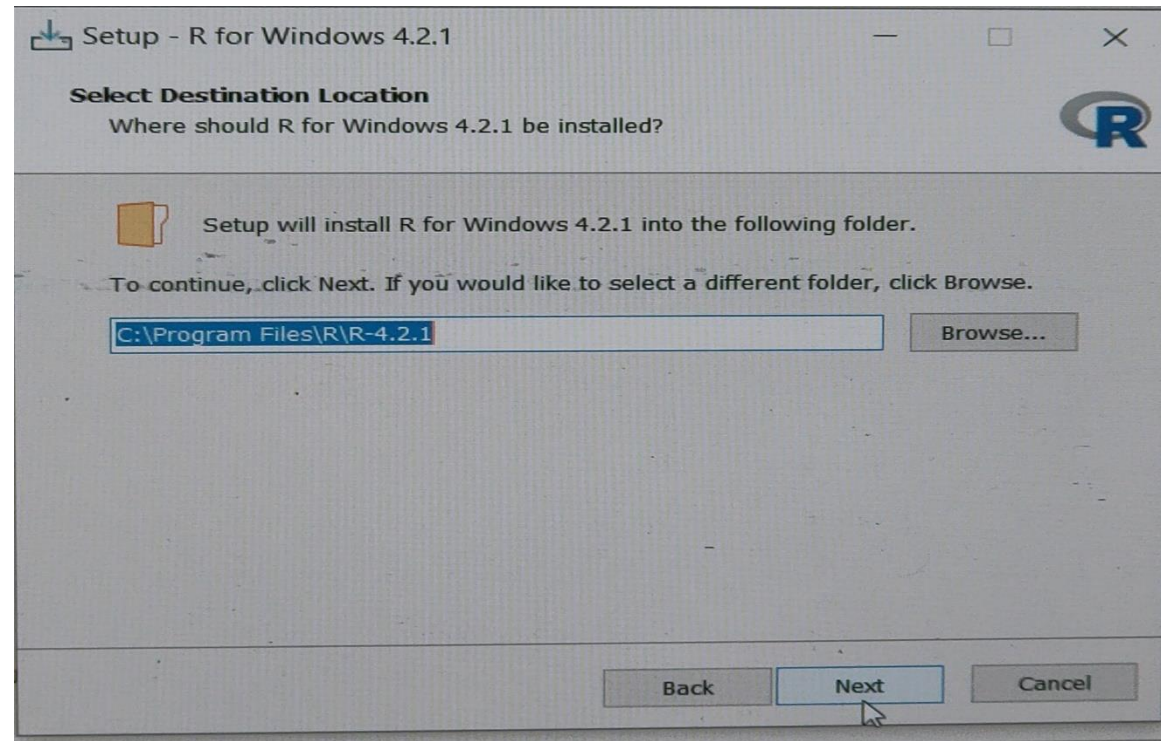 Setup - R for Windows 4.2.1
Select Destination Location
Where should R for Windows 4.2.1 be installed?
R
Setup will install R for Windows 4.2.1 into the following folder.
To continue, click Next. If you would like to select a different folder, click Browse.
C:\Program Files\R\R-4.2.1
Browse...
Back
Next
Cancel